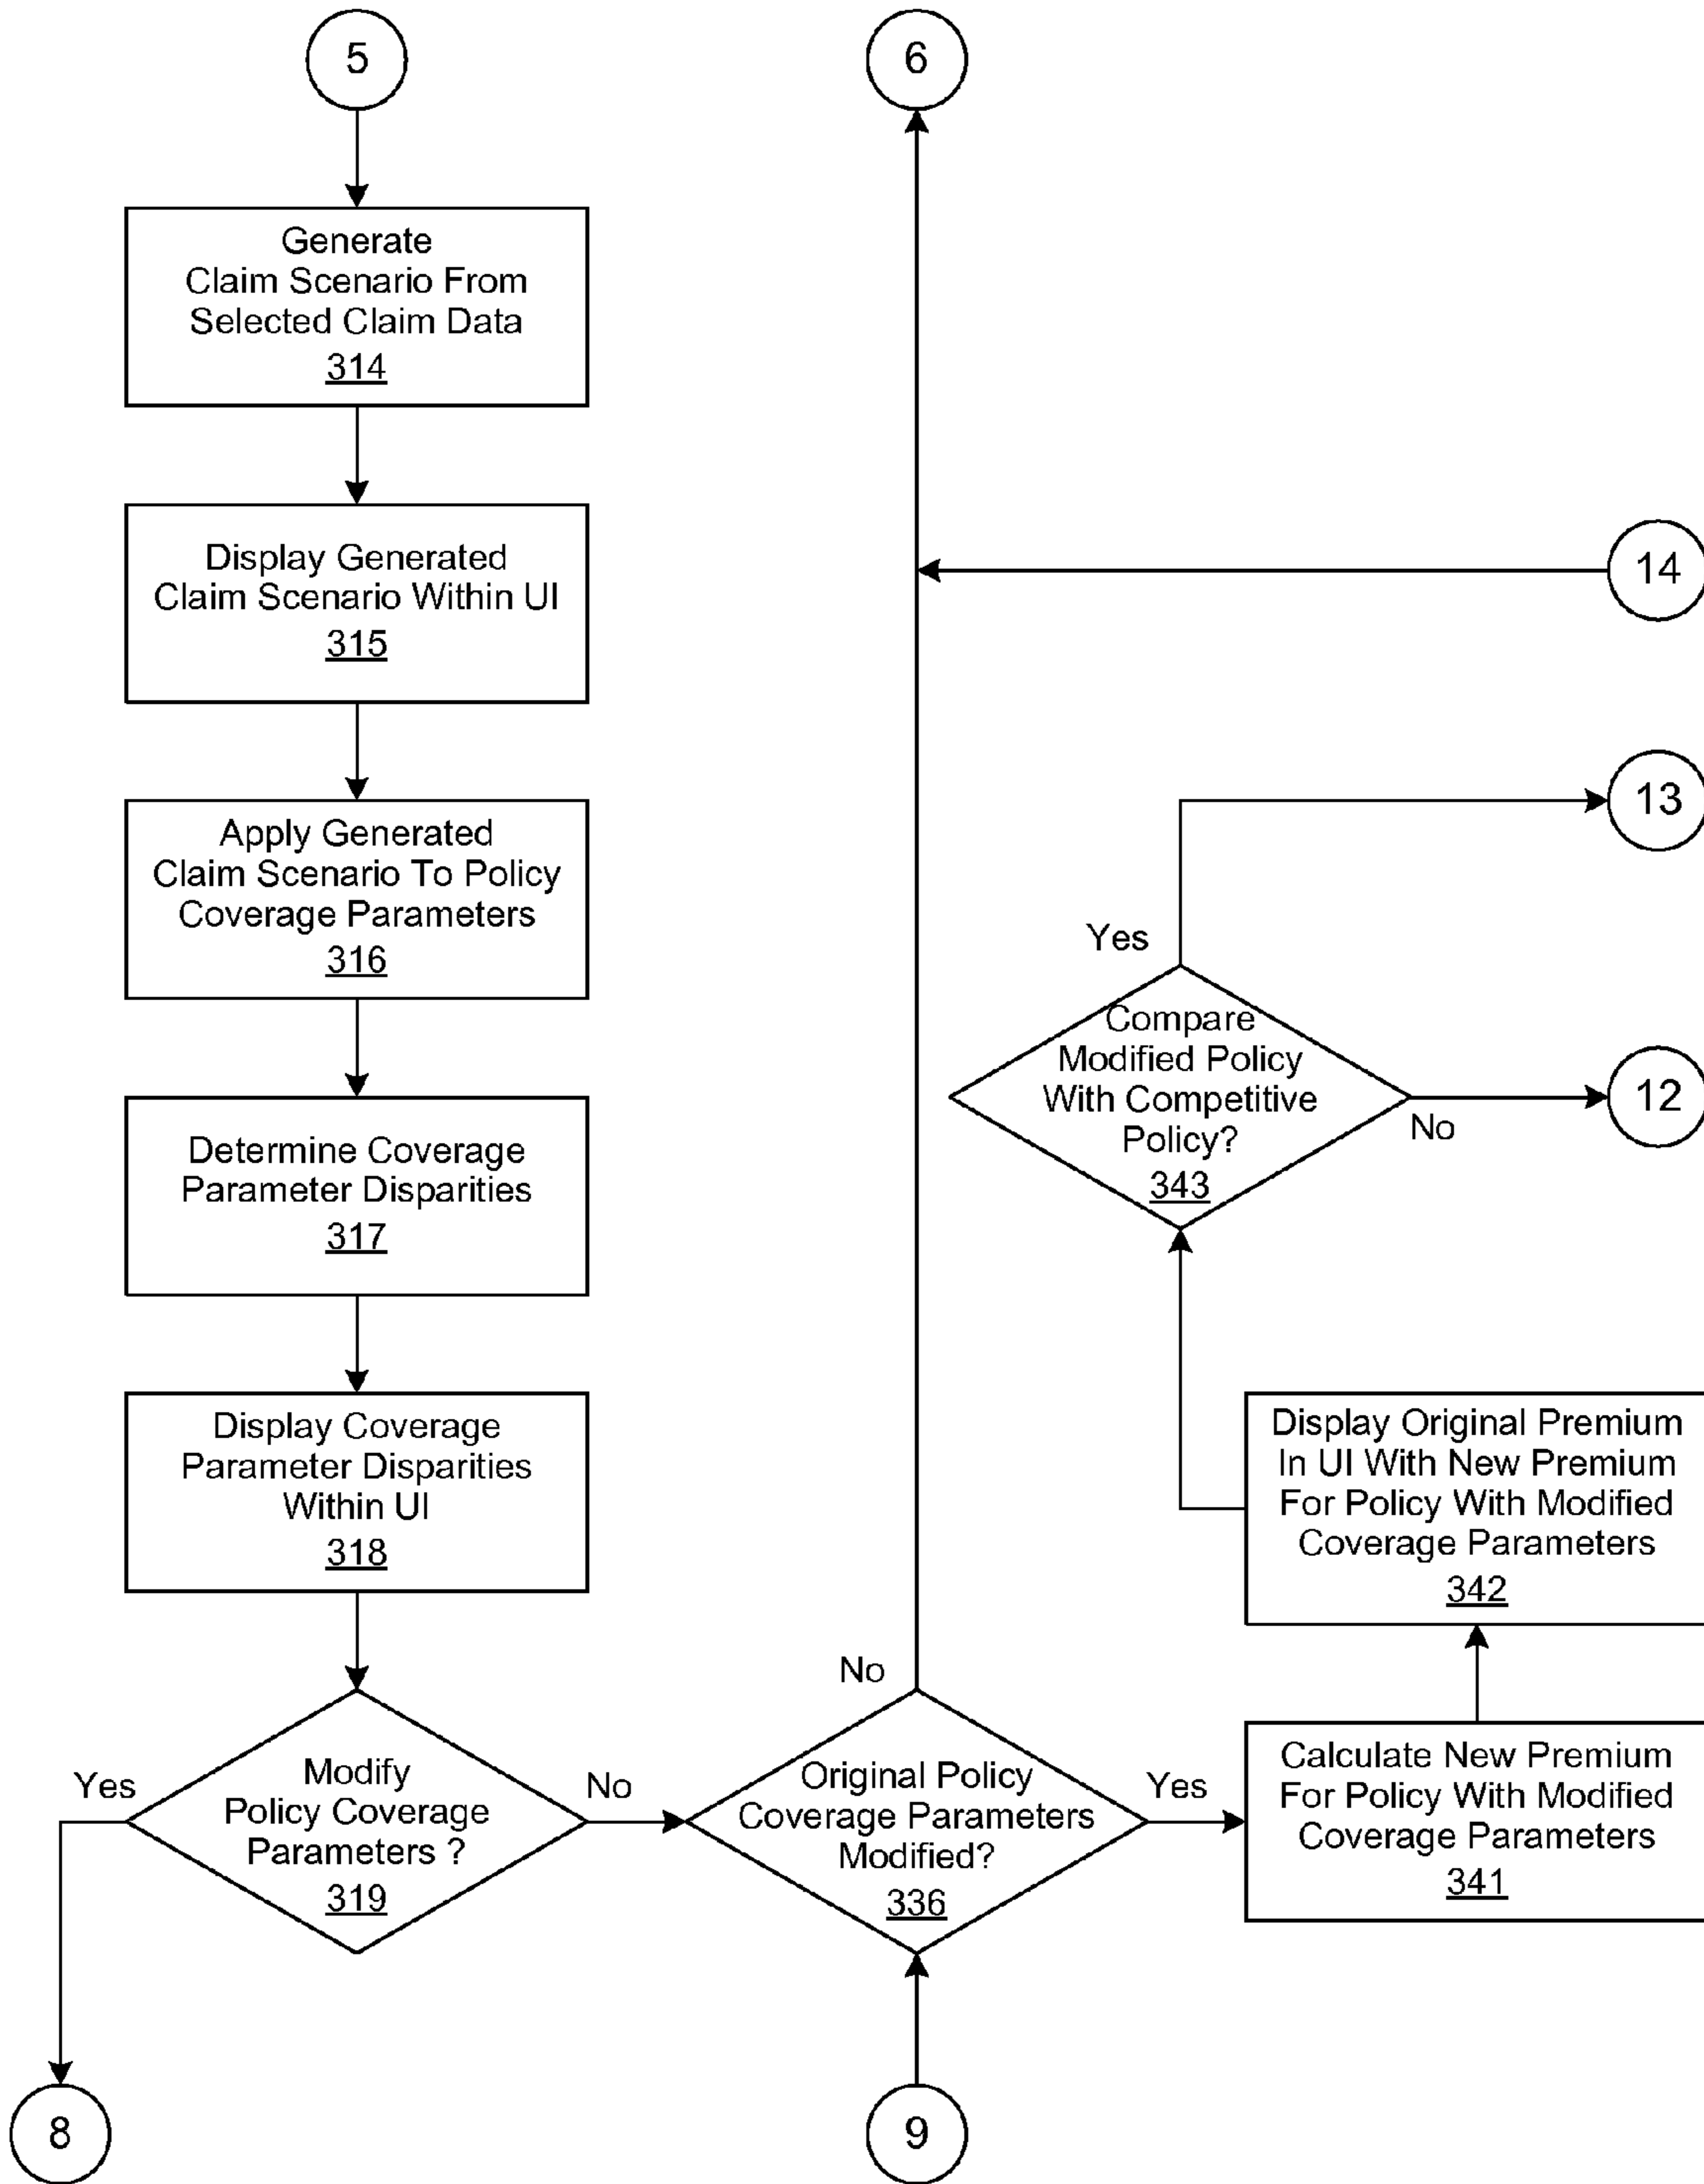 5
6
Generate
Claim Scenario From
Selected Claim Data
314
Display Generated
Claim Scenario Within UI
315
14
Apply Generated
Claim Scenario To Policy
Coverage Parameters
316
13
Yes
Compare
Modified Policy
With Competitive
Policy?
343
No
12
Determine Coverage
Parameter Disparities
317
Display Coverage
Parameter Disparities
Within UI
318
Display Original Premium
In UI With New Premium
For Policy With Modified
Coverage Parameters
342
Yes
Modify
Policy Coverage
Parameters ?
319
No
No
Original Policy
Coverage Parameters
Modified?
336
Yes
Calculate New Premium
For Policy With Modified
Coverage Parameters
341
8
9